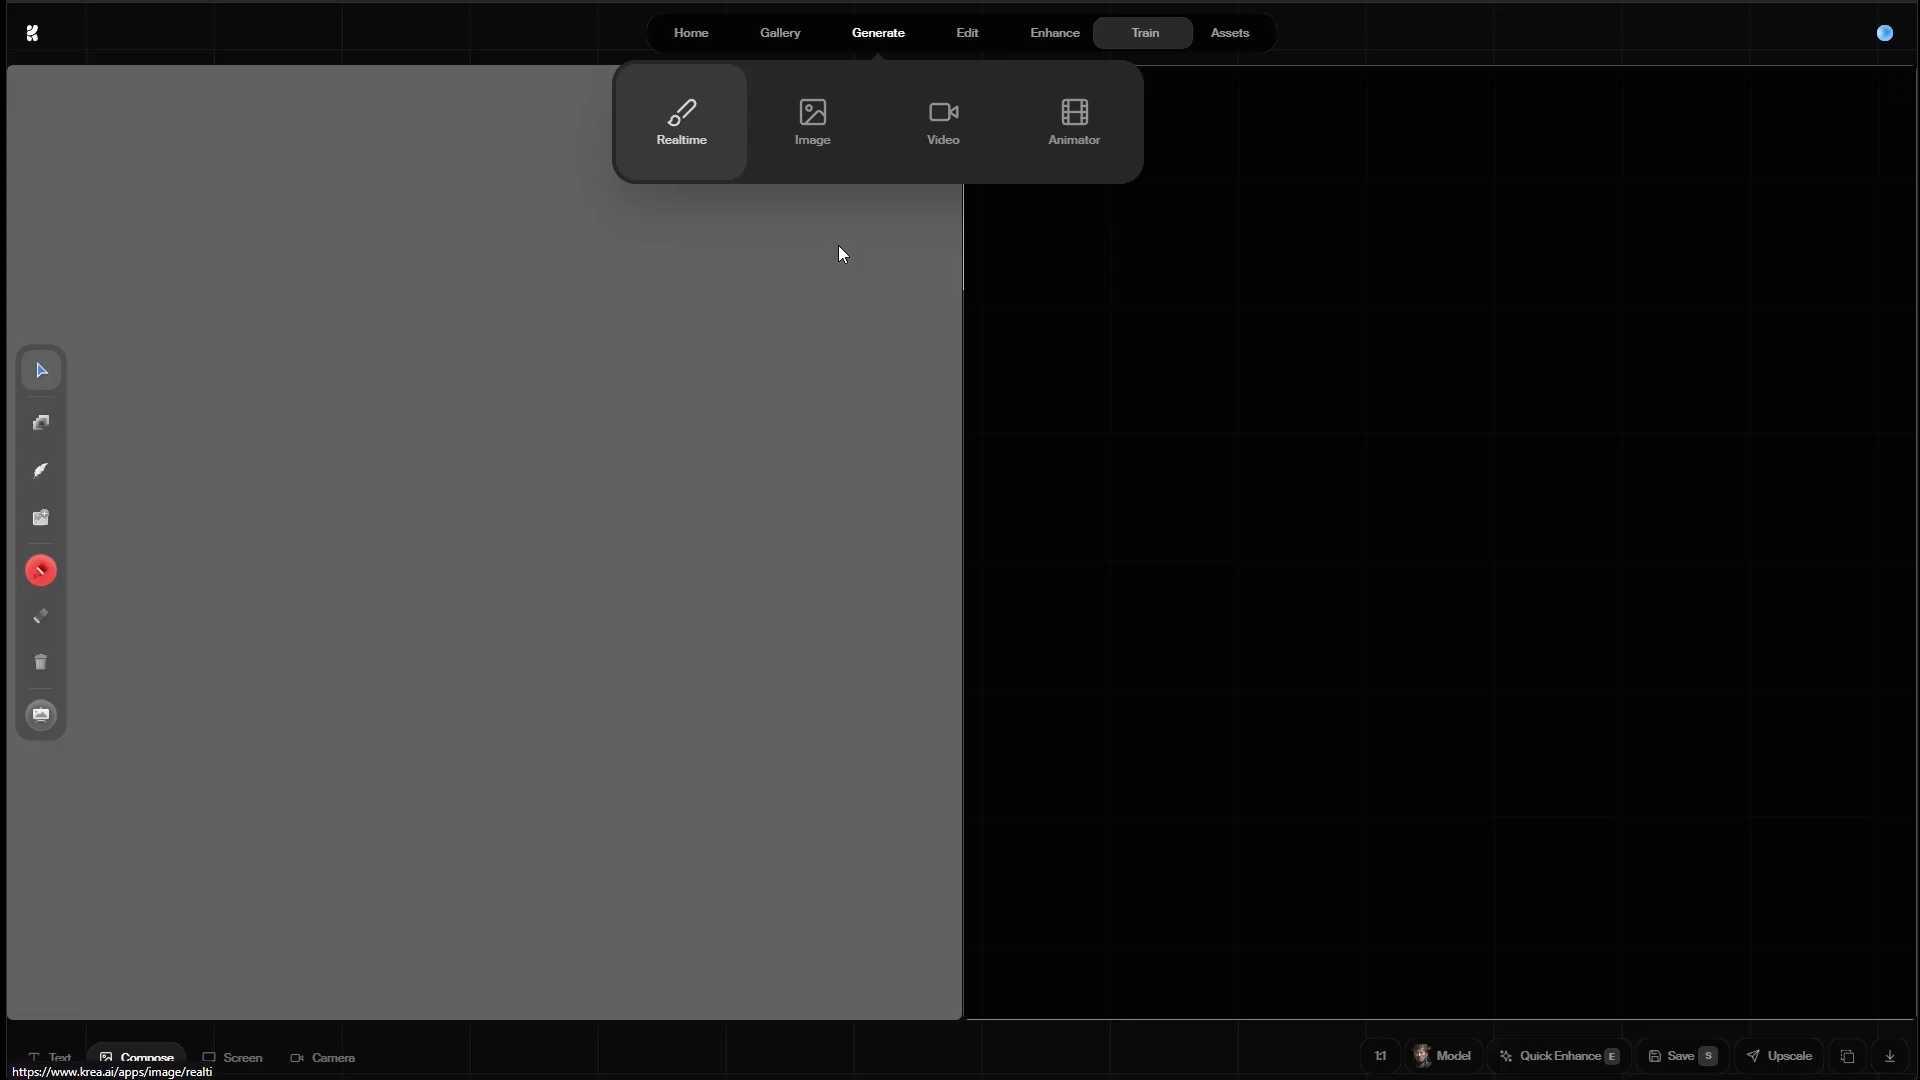 Home Gallery Generate Edit Enhance Train Assets
Realtime Image Video Animator
Text Compose Screen Camera
1:1 Model Quick Enhance E Save S Upscale
https://www.krea.ai/apps/image/realti